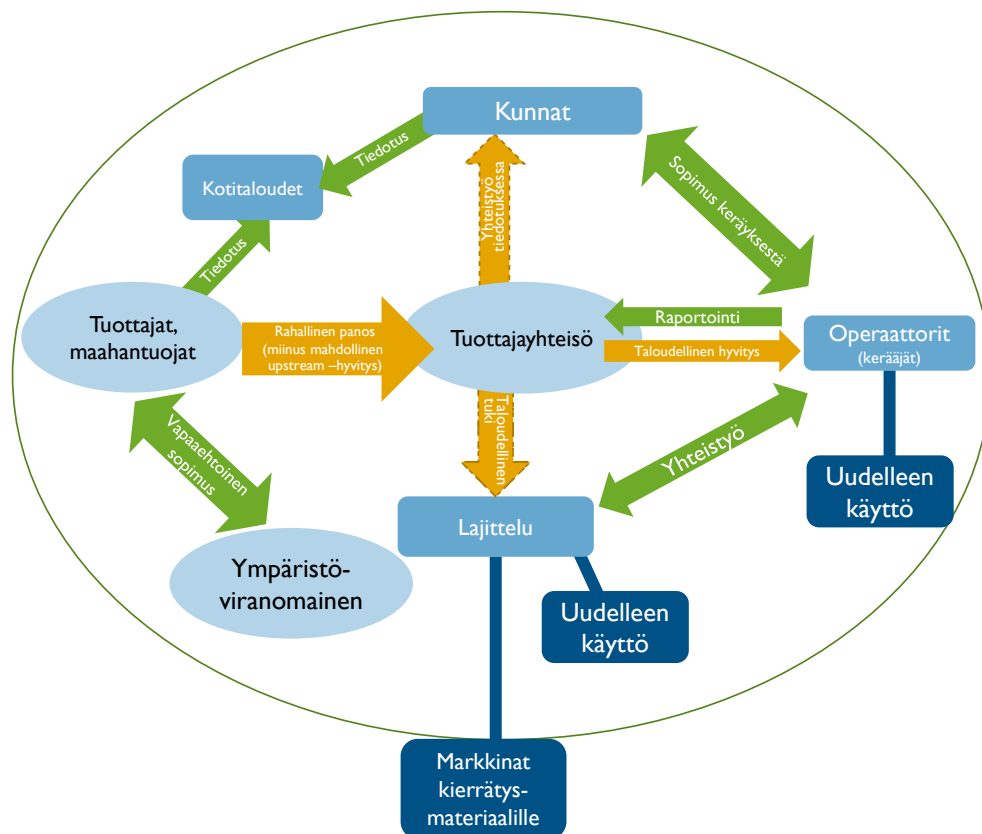 Kunnat
Tiedotus
Kotitaloudet
Yhteistyö
tiedotuksessa
Sopimus keräyksestä
Tiedotus
Tuottajat,
maahantuojat
Rahallinen panos
(miinus mahdollinen
upstream –hyvitys)
Tuottajayhteisö
Raportointi
Taloudellinen hyvitys
Operaattorit
(kerääjät)
Taloudellinen
tuki
Vapaaehtoinen
sopimus
Yhteistyö
Uudelleen
käyttö
Lajittelu
Ympäristö-
viranomainen
Uudelleen
käyttö
Markkinat
kierrätys-
materiaalille